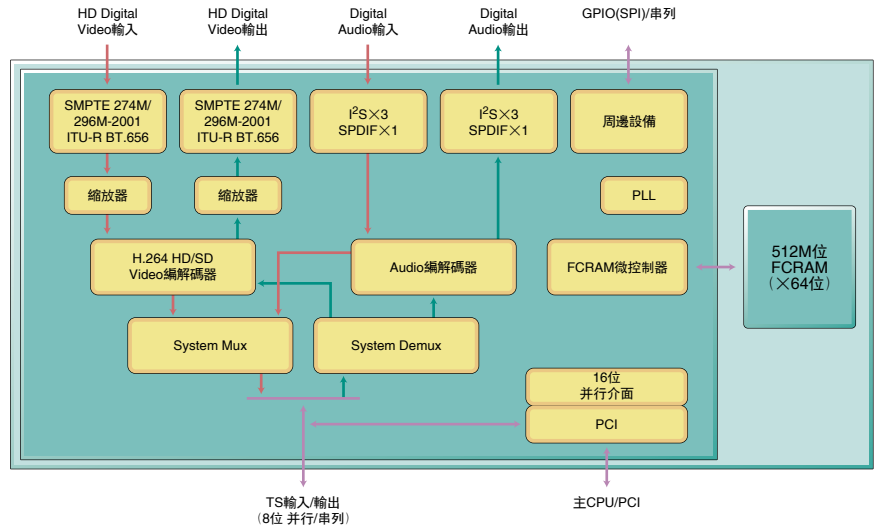 HD Digital
Video輸入
HD Digital
Video輸出
Digital
Audio輸入
Digital
Audio輸出
GPIO(SPI)/串列
SMPTE 274M/
296M-2001
ITU-R BT.656
SMPTE 274M/
296M-2001
ITU-R BT.656
I²S×3
SPDIF×1
I²S×3
SPDIF×1
周邊設備
縮放器
縮放器
PLL
H.264 HD/SD
Video編解碼器
Audio編解碼器
FCRAM微控制器
512M位
FCRAM
(×64位)
System Mux
System Demux
16位
并行介面
PCI
TS輸入/輸出
(8位 并行/串列)
主CPU/PCI